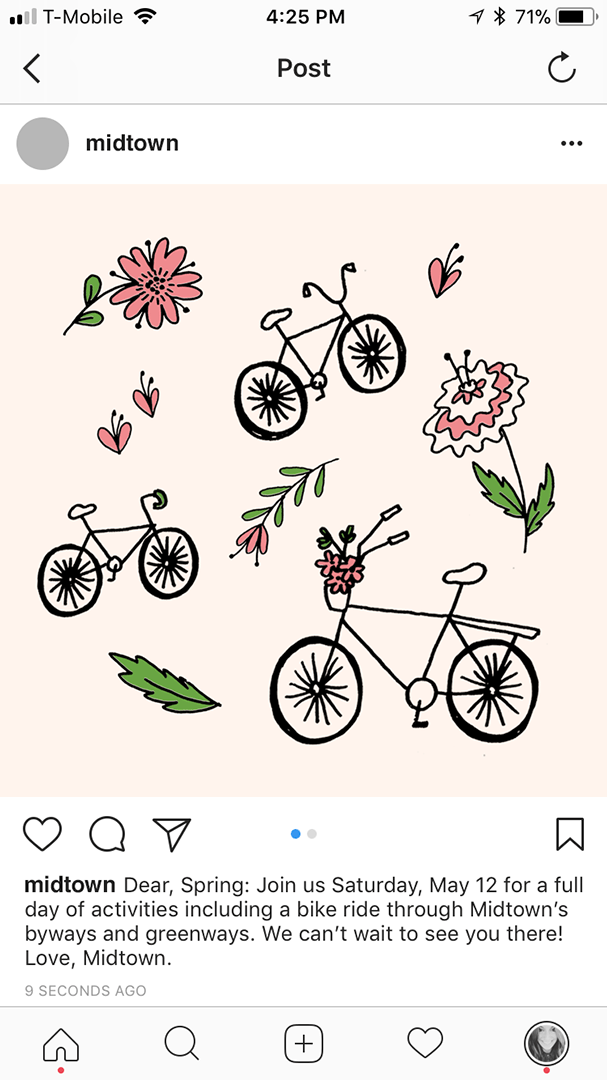 T-Mobile 4:25 PM 71%
Post
midtown
midtown Dear, Spring: Join us Saturday, May 12 for a full
day of activities including a bike ride through Midtown’s
byways and greenways. We can’t wait to see you there!
Love, Midtown.
9 SECONDS AGO